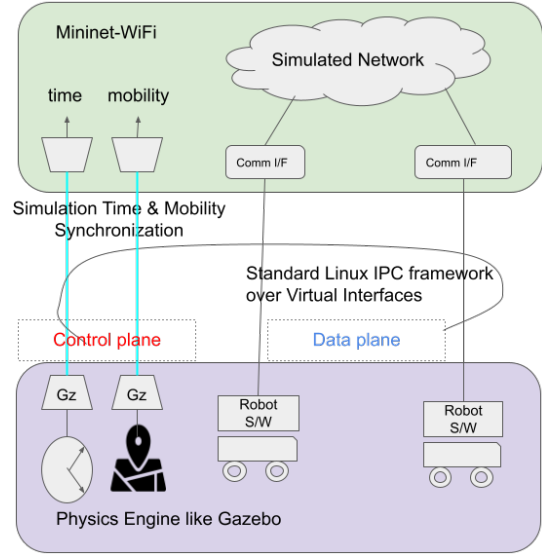 Mininet-WiFi
Simulated Network
time
mobility
Comm I/F
Comm I/F
Simulation Time & Mobility
Synchronization
Standard Linux IPC framework
over Virtual Interfaces
Control plane
Data plane
Gz
Gz
Robot
S/W
Robot
S/W
Physics Engine like Gazebo